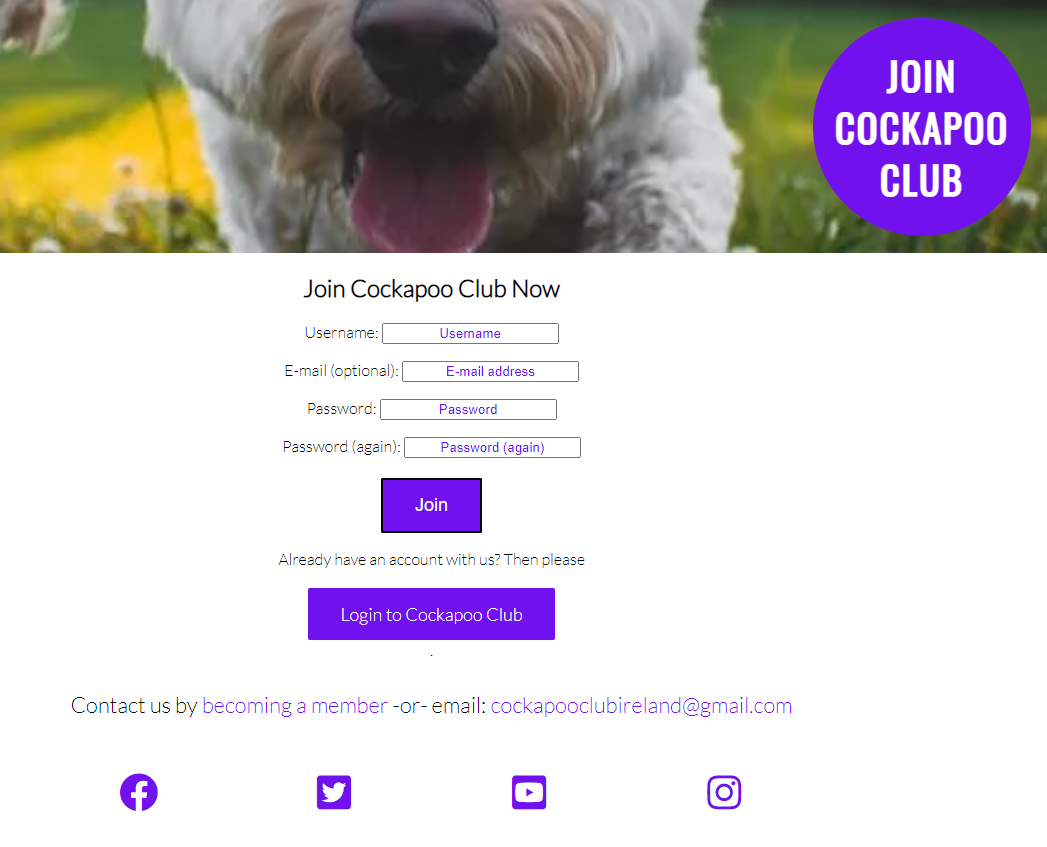 JOIN
COCKAPOO
CLUB
Join Cockapoo Club Now
Username: Username
E-mail (optional): E-mail address
Password: Password
Password (again): Password (again)
Join
Already have an account with us? Then please
Login to Cockapoo Club
.
Contact us by becoming a member -or- email: cockapooclubireland@gmail.com